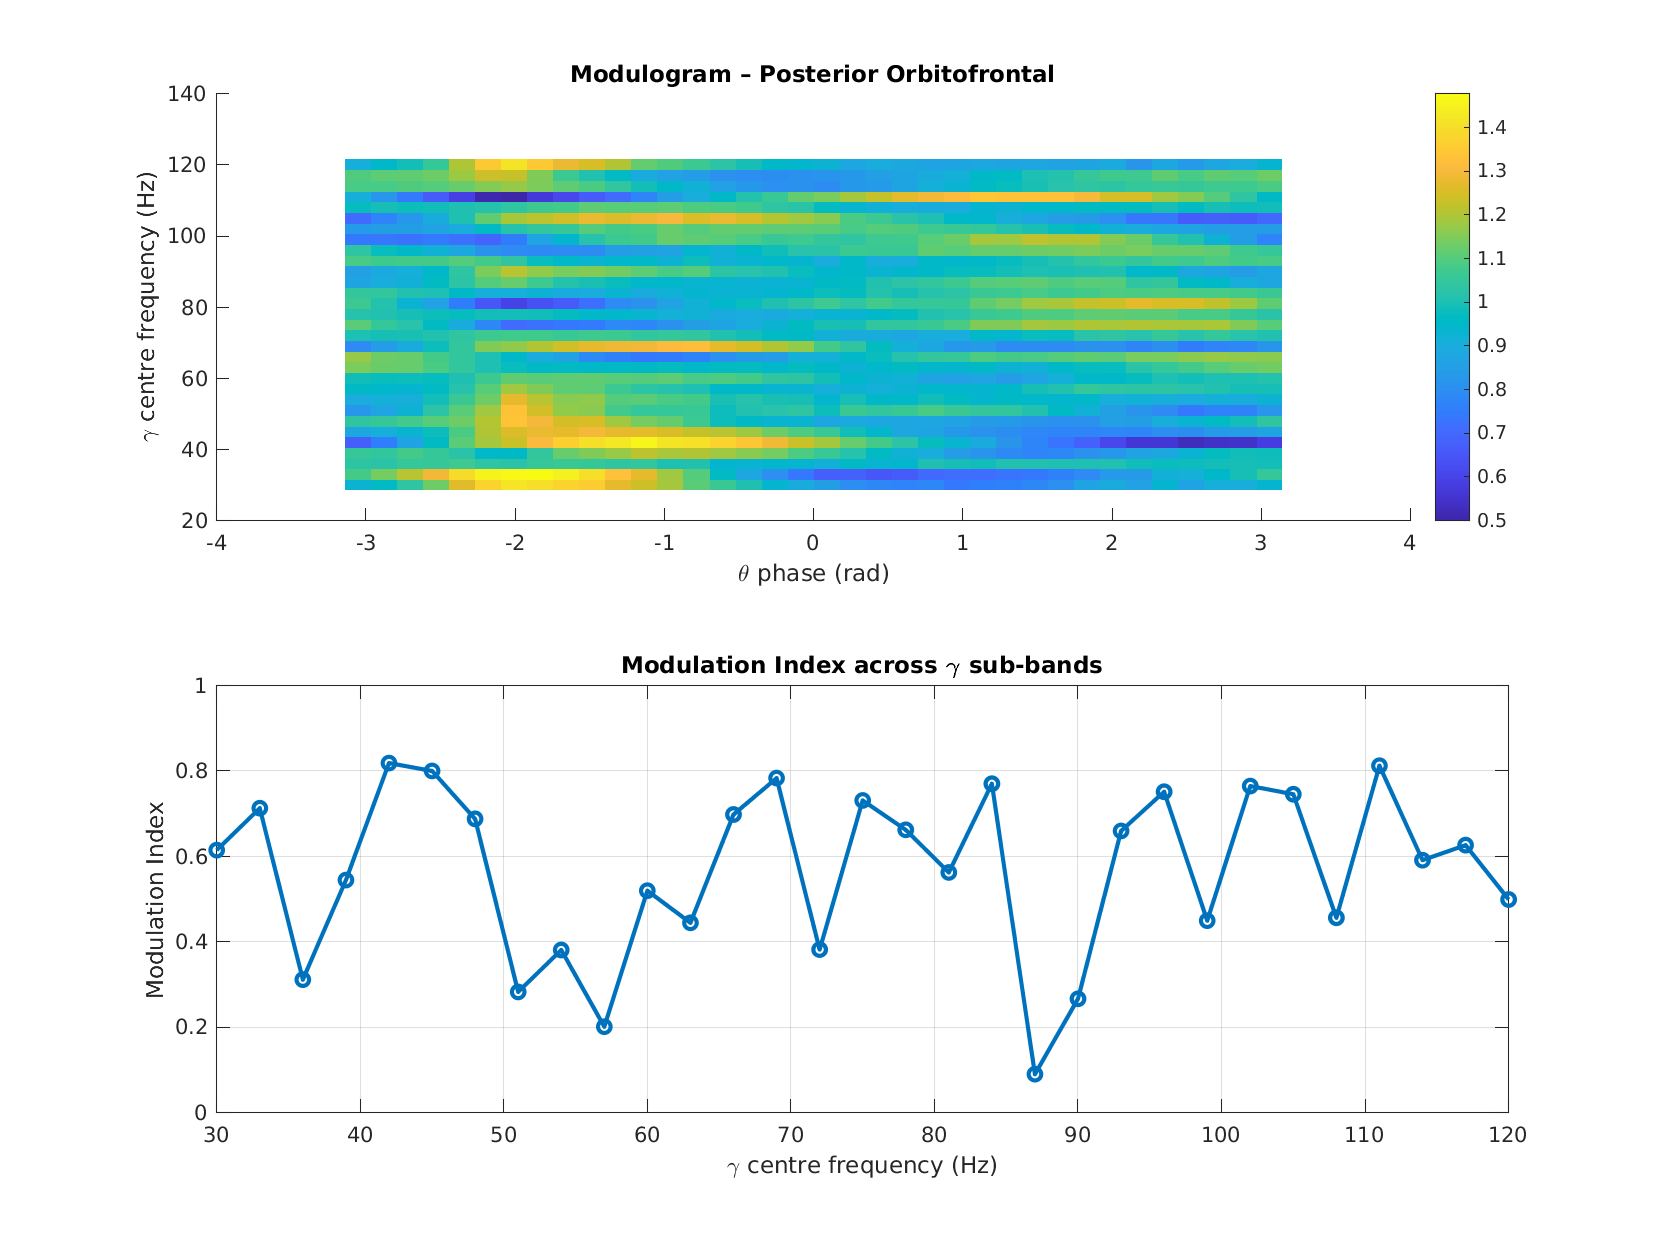 Modulogram – Posterior Orbitofrontal
140
120
100
80
60
40
20
γ centre frequency (Hz)
-4 -3 -2 -1 0 1 2 3 4
θ phase (rad)
1.4
1.3
1.2
1.1
1
0.9
0.8
0.7
0.6
0.5
Modulation Index across γ sub-bands
1
0.8
0.6
0.4
0.2
0
Modulation Index
30 40 50 60 70 80 90 100 110 120
γ centre frequency (Hz)